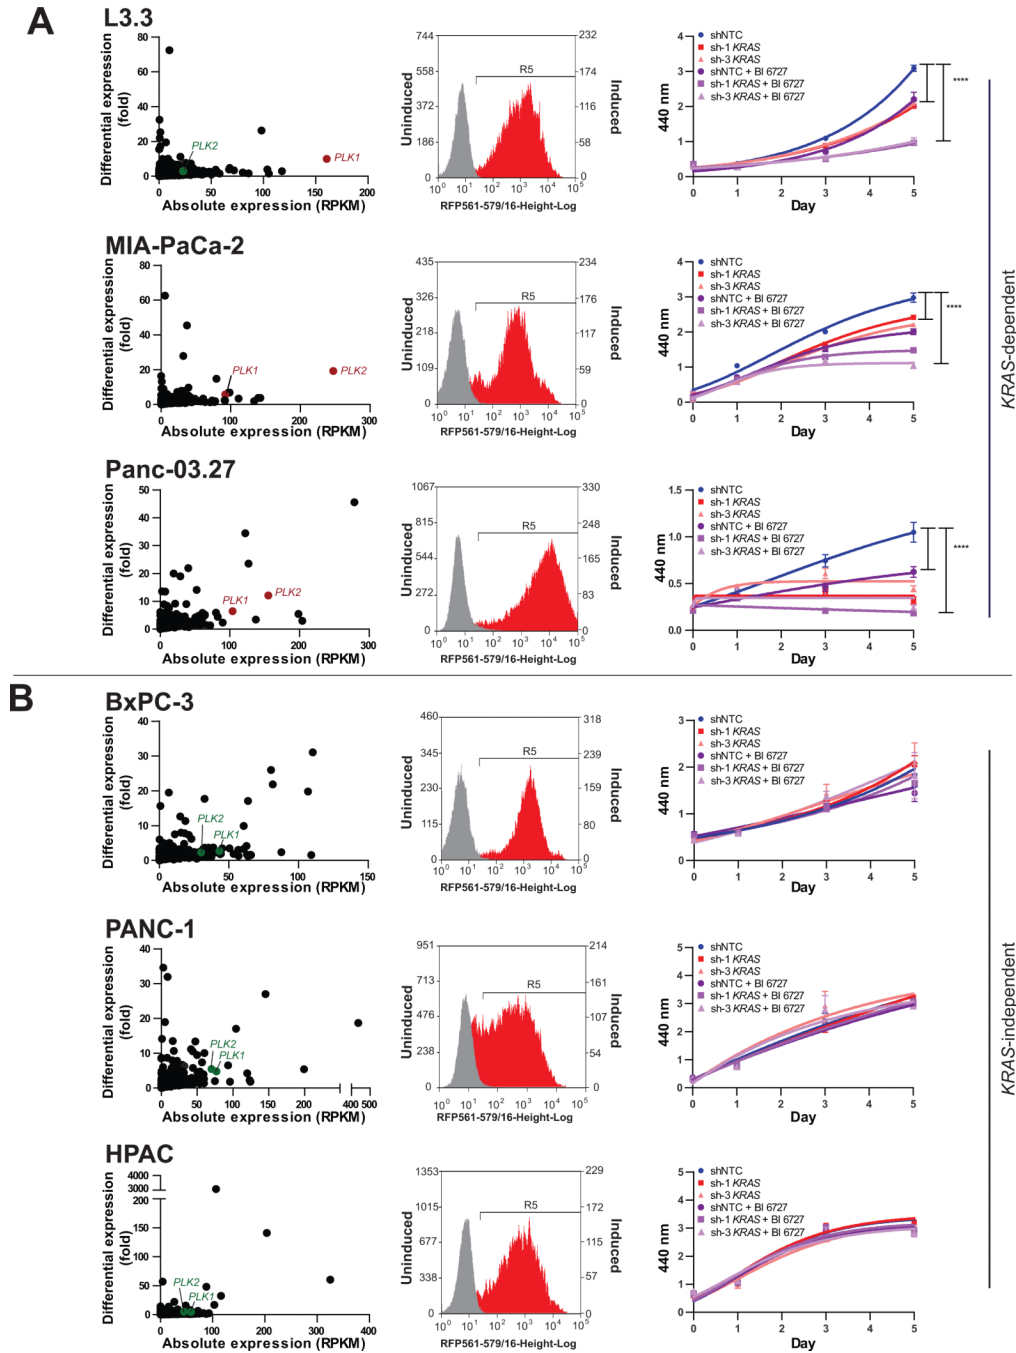 A
L3.3
Differential expression
(fold)
80
60
40
20
0
PLK2
PLK1
0
50
100
150
200
Absolute expression (RPKM)
Uninduced
744
558
372
186
0
R5
232
174
116
58
0
Induced
10⁰ 10¹ 10² 10³ 10⁴ 10⁵
RFP561-579/16-Height-Log
440 nm
4
3
2
1
0
shNTC
sh-1 KRAS
sh-3 KRAS
shNTC + BI 6727
sh-1 KRAS + BI 6727
sh-3 KRAS + BI 6727
****
0 1 3 5
Day
MIA-PaCa-2
Differential expression
(fold)
80
60
40
20
0
PLK1
PLK2
0 100 200 300
Absolute expression (RPKM)
Uninduced
435
326
218
109
0
R5
234
176
117
59
0
Induced
10⁰ 10¹ 10² 10³ 10⁴ 10⁵
RFP561-579/16-Height-Log
440 nm
4
3
2
1
0
shNTC
sh-1 KRAS
sh-3 KRAS
shNTC + BI 6727
sh-1 KRAS + BI 6727
sh-3 KRAS + BI 6727
****
0 1 3 5
Day
Panc-03.27
Differential expression
(fold)
50
40
30
20
10
0
PLK1
PLK2
0 100 200 300
Absolute expression (RPKM)
Uninduced
1067
815
544
272
0
R5
330
248
165
83
0
Induced
10⁰ 10¹ 10² 10³ 10⁴ 10⁵
RFP561-579/16-Height-Log
440 nm
1.5
1.0
0.5
0.0
shNTC
sh-1 KRAS
sh-3 KRAS
shNTC + BI 6727
sh-1 KRAS + BI 6727
sh-3 KRAS + BI 6727
****
0 1 3 5
Day
KRAS-dependent
B
BxPC-3
Differential expression
(fold)
40
30
20
10
0
PLK2
PLK1
0 50 100 150
Absolute expression (RPKM)
Uninduced
460
345
230
115
0
R5
318
239
159
80
0
Induced
10⁰ 10¹ 10² 10³ 10⁴ 10⁵
RFP561-579/16-Height-Log
440 nm
3
2
1
0
shNTC
sh-1 KRAS
sh-3 KRAS
shNTC + BI 6727
sh-1 KRAS + BI 6727
sh-3 KRAS + BI 6727
0 1 3 5
Day
PANC-1
Differential expression
(fold)
40
30
20
10
0
PLK2
PLK1
0 50 100 150 200 400 500
Absolute expression (RPKM)
Uninduced
951
713
476
238
0
R5
214
161
107
54
0
Induced
10⁰ 10¹ 10² 10³ 10⁴ 10⁵
RFP561-579/16-Height-Log
440 nm
5
4
3
2
1
0
shNTC
sh-1 KRAS
sh-3 KRAS
shNTC + BI 6727
sh-1 KRAS + BI 6727
sh-3 KRAS + BI 6727
0 1 3 5
Day
HPAC
Differential expression
(fold)
4000
3000
200
150
100
50
0
PLK2
PLK1
0 100 200 300 400
Absolute expression (RPKM)
Uninduced
1353
1015
677
338
0
R5
229
172
115
57
0
Induced
10⁰ 10¹ 10² 10³ 10⁴ 10⁵
RFP561-579/16-Height-Log
440 nm
5
4
3
2
1
0
shNTC
sh-1 KRAS
sh-3 KRAS
shNTC + BI 6727
sh-1 KRAS + BI 6727
sh-3 KRAS + BI 6727
0 1 3 5
Day
KRAS-independent